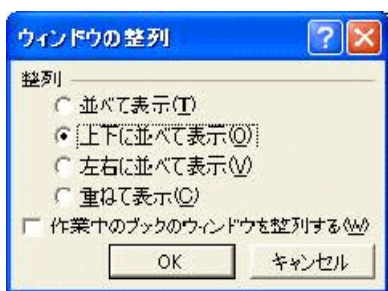 ウィンドウの整列
整列
並べて表示(T)
上下に並べて表示(O)
左右に並べて表示(V)
重ねて表示(C)
作業中のブックのウィンドウを整列する(W)
OK キャンセル